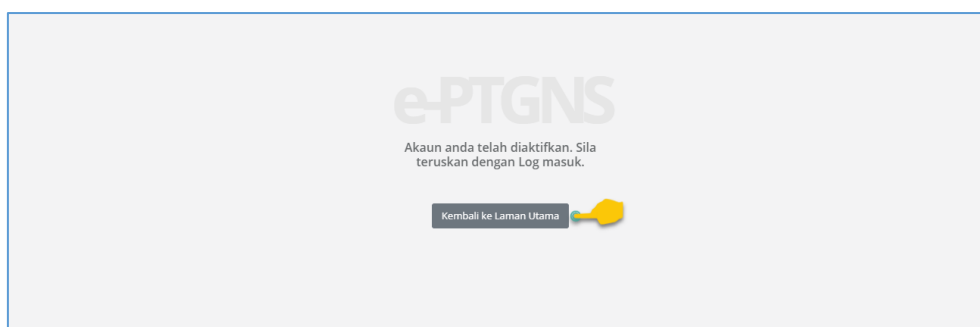 e-PTGNS
Akaun anda telah diaktifkan. Sila
teruskan dengan Log masuk.
Kembali ke Laman Utama